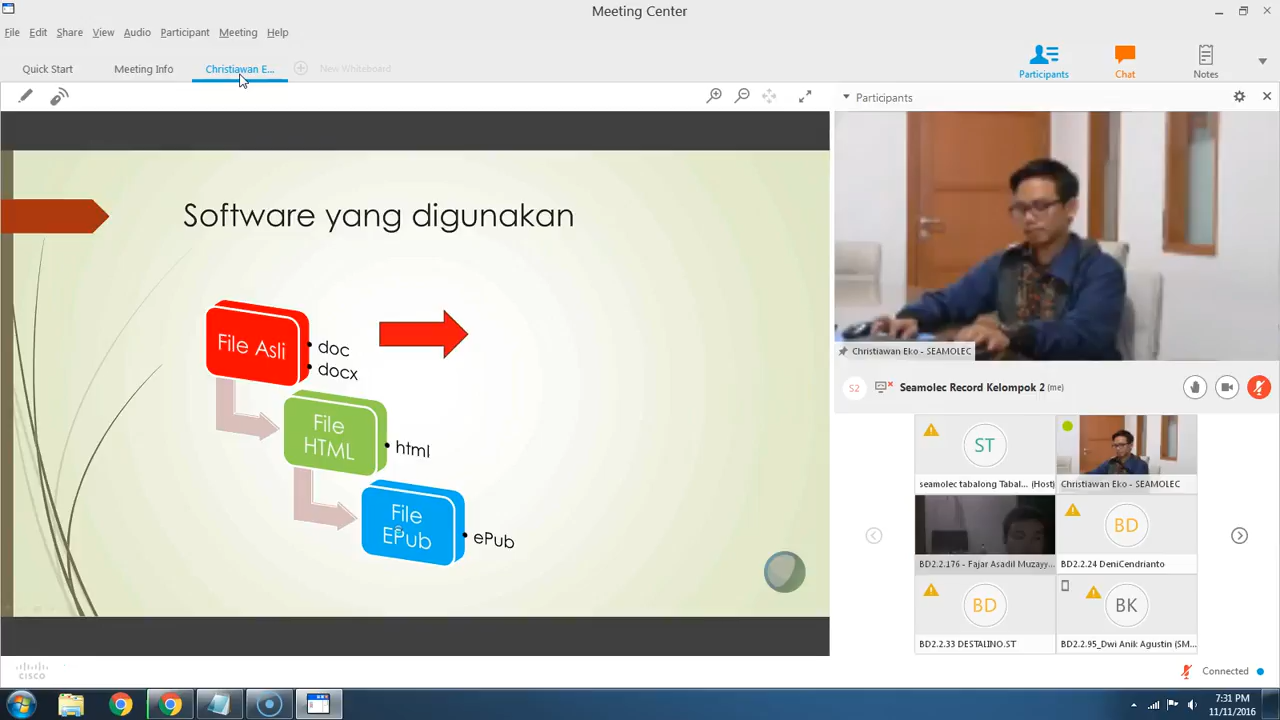 Meeting Center
File Edit Share View Audio Participant Meeting Help
Quick Start Meeting Info Christiawan E... New Whiteboard
Participants Chat Notes
Participants
Software yang digunakan
File Asli
doc
docx
File
HTML
html
File
EPub
ePub
Christiawan Eko - SEAMOLEC
S2 Seamolec Record Kelompok 2 (me)
ST
seamolec tabalong Tabal... (Host)
Christiawan Eko - SEAMOLEC
BD2.2.176 - Fajar Asadil Muzayy...
BD
BD2.2.24 DeniCendrianto
BD
BD2.2.33 DESTALINO.ST
BK
BD2.2.95_Dwi Anik Agustin (SM...
CISCO
Connected
7:31 PM
11/11/2016